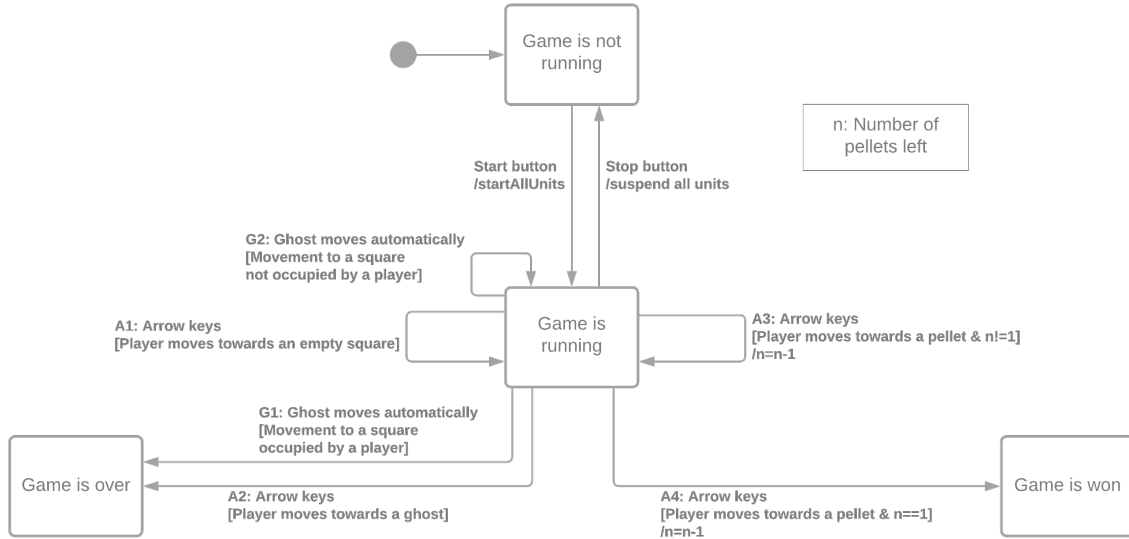 Game is not
running
n: Number of
pellets left
Start button
/startAllUnits
Stop button
/suspend all units
G2: Ghost moves automatically
[Movement to a square
not occupied by a player]
A1: Arrow keys
[Player moves towards an empty square]
Game is
running
A3: Arrow keys
[Player moves towards a pellet & n!=1]
/n=n-1
G1: Ghost moves automatically
[Movement to a square
occupied by a player]
Game is over
A2: Arrow keys
[Player moves towards a ghost]
A4: Arrow keys
[Player moves towards a pellet & n==1]
/n=n-1
Game is won